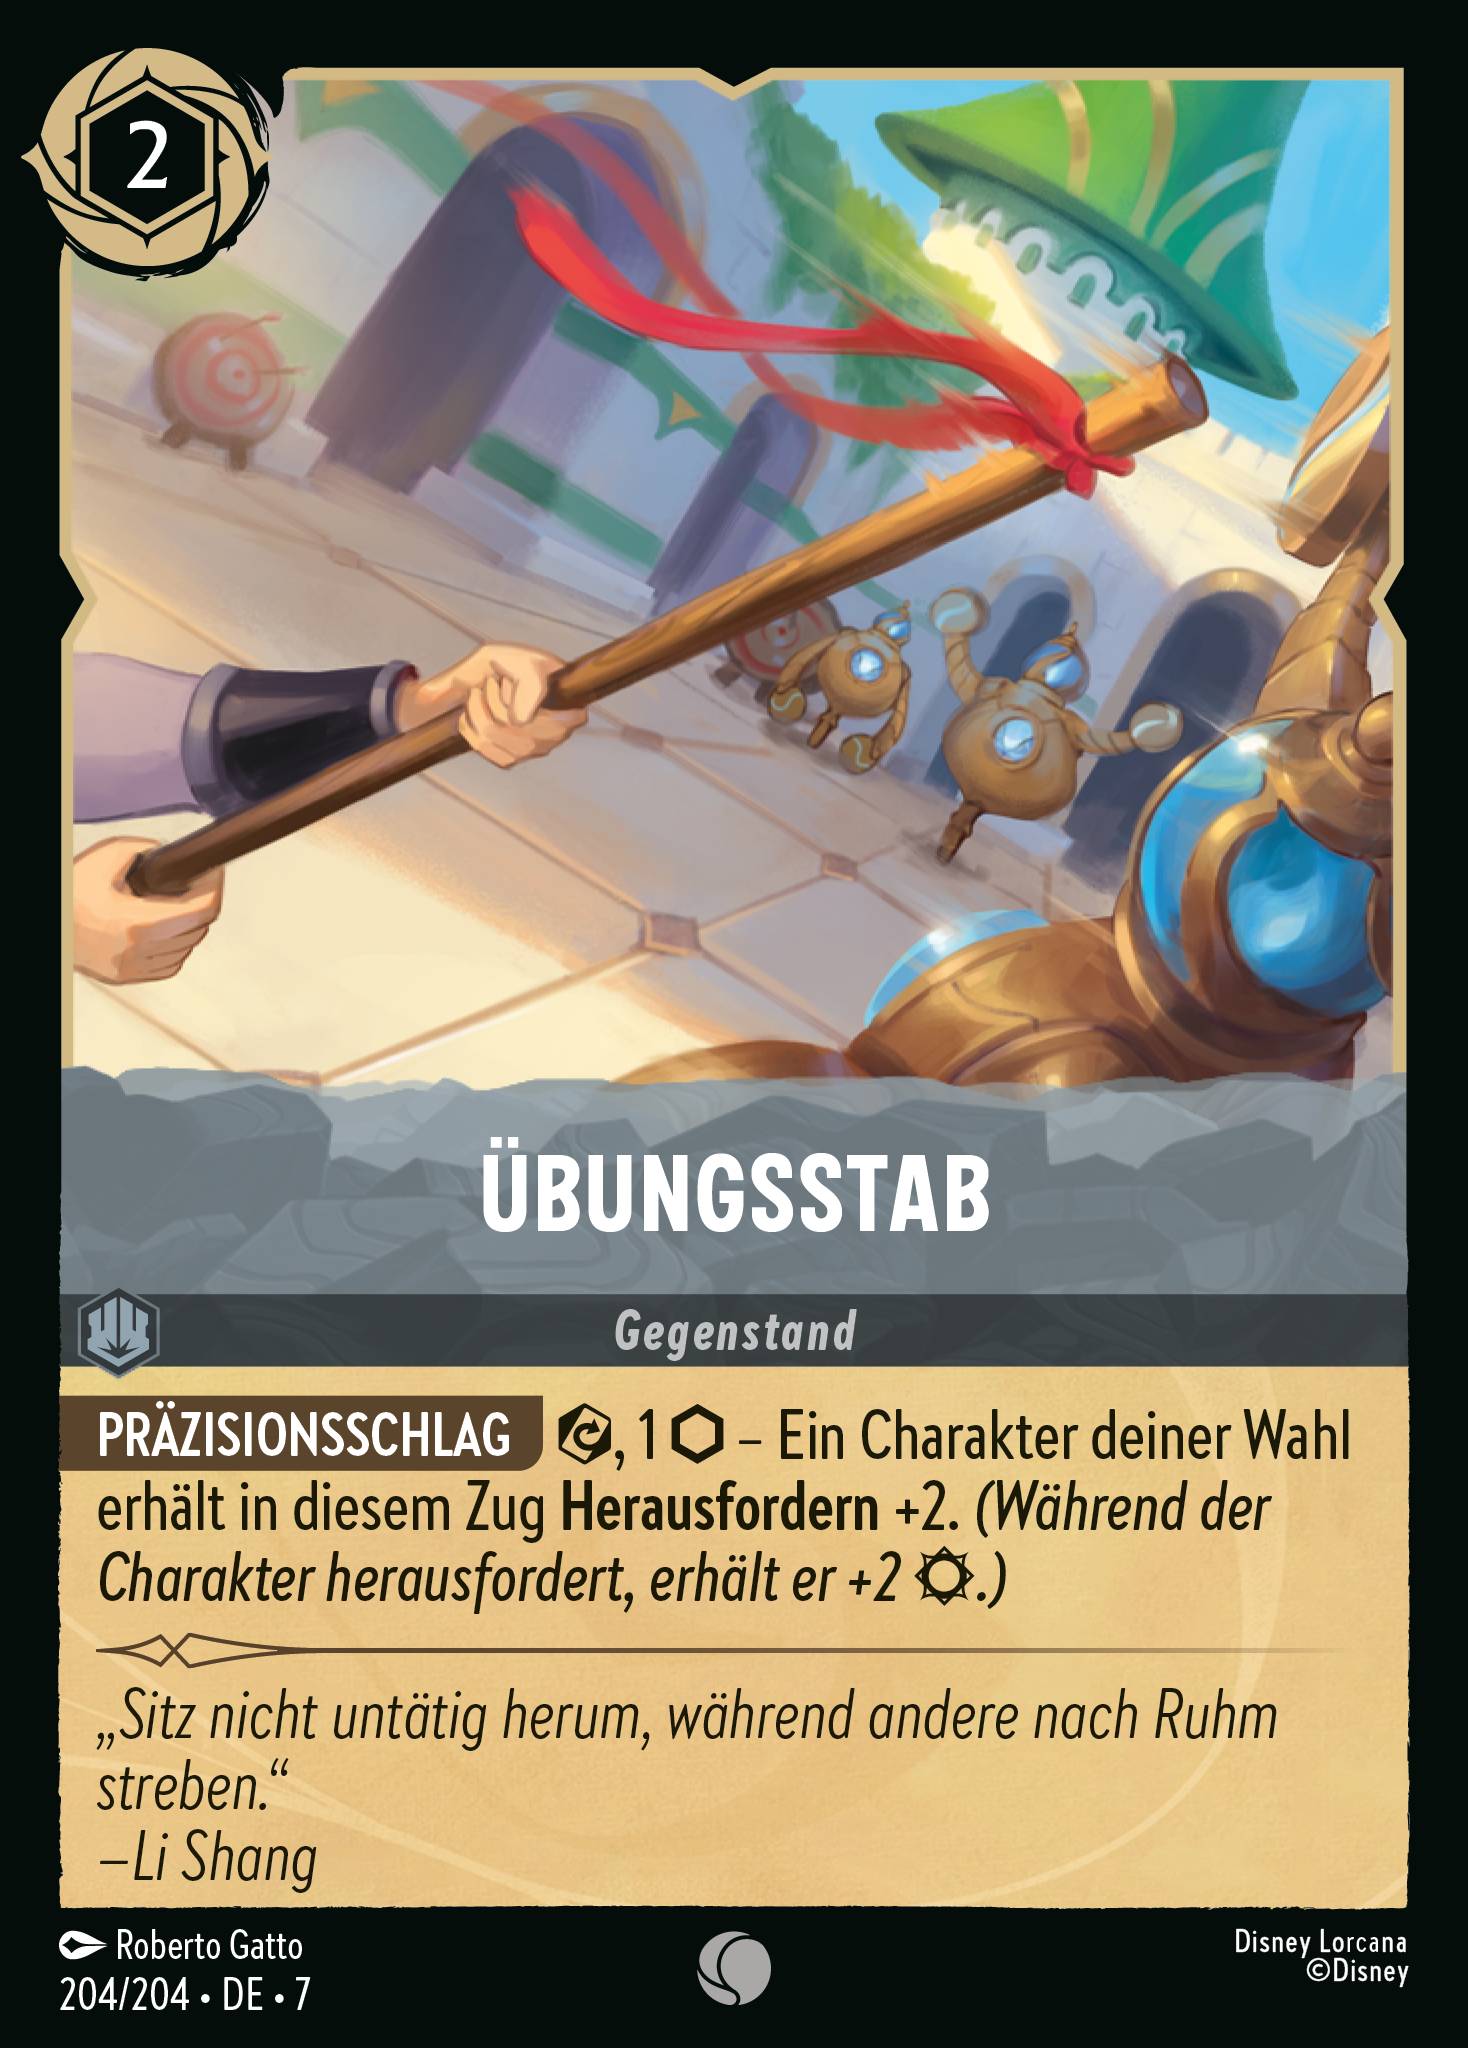 2
ÜBUNGSSTAB
Gegenstand
PRÄZISIONSSCHLAG , 1 – Ein Charakter deiner Wahl
erhält in diesem Zug Herausfordern +2. (Während der
Charakter herausfordert, erhält er +2 .)
„Sitz nicht untätig herum, während andere nach Ruhm
streben.“
–Li Shang
Roberto Gatto
204/204 • DE • 7
Disney Lorcana
©Disney